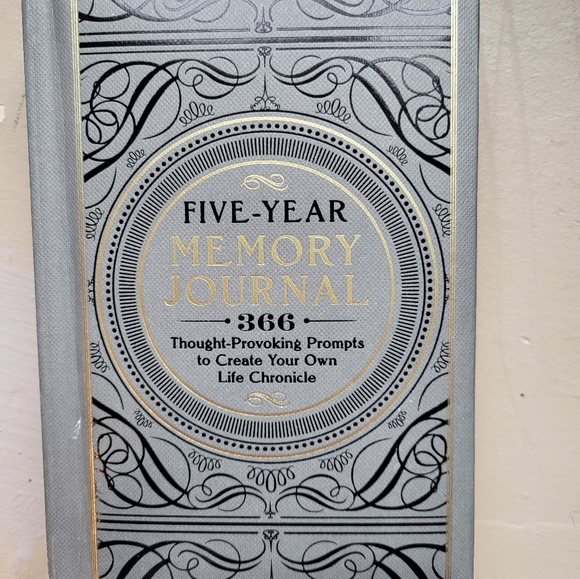 FIVE-YEAR
MEMORY
JOURNAL
366
Thought-Provoking Prompts
to Create Your Own
Life Chronicle